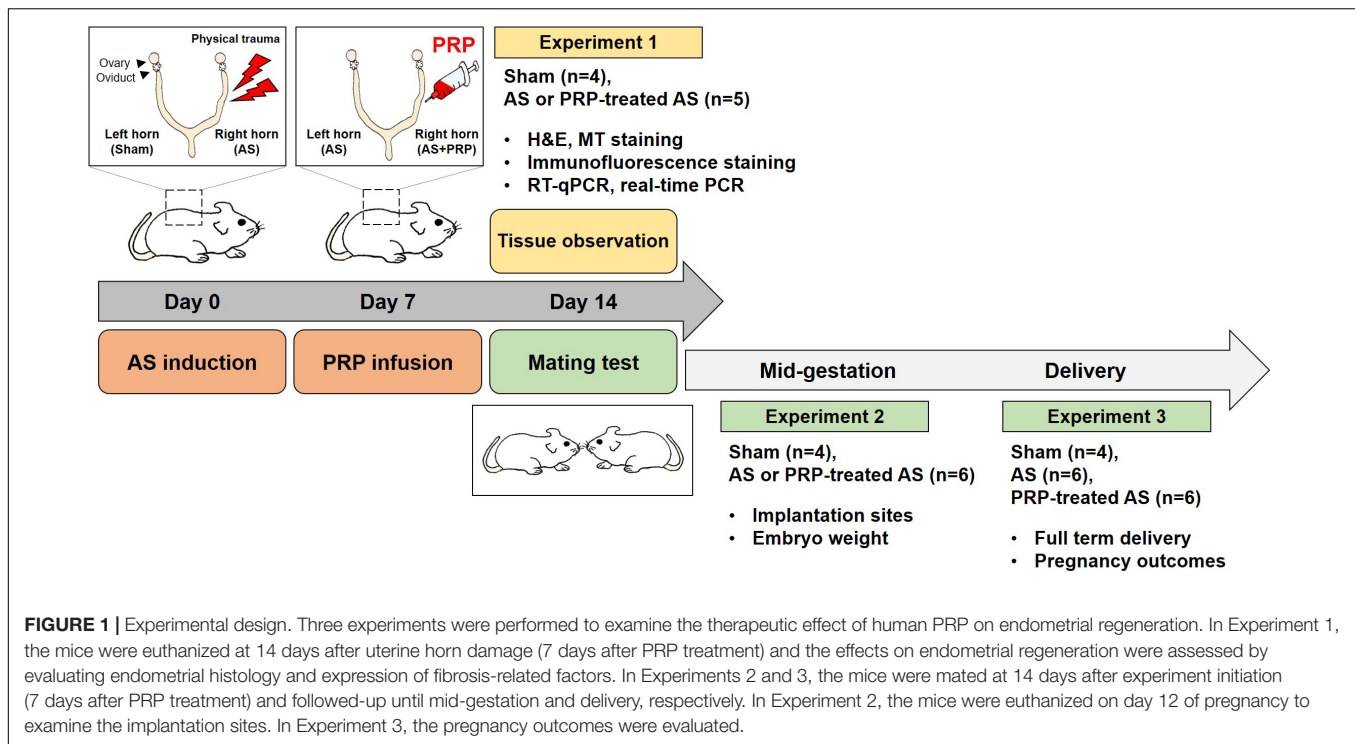 Physical trauma
Ovary
Oviduct
Left horn
(Sham)
Right horn
(AS)
PRP
Left horn
(AS)
Right horn
(AS+PRP)
Experiment 1
Sham (n=4),
AS or PRP-treated AS (n=5)
• H&E, MT staining
• Immunofluorescence staining
• RT-qPCR, real-time PCR
Tissue observation
Day 0
Day 7
Day 14
AS induction
PRP infusion
Mating test
Mid-gestation
Delivery
Experiment 2
Sham (n=4),
AS or PRP-treated AS (n=6)
• Implantation sites
• Embryo weight
Experiment 3
Sham (n=4),
AS (n=6),
PRP-treated AS (n=6)
• Full term delivery
• Pregnancy outcomes
FIGURE 1 | Experimental design. Three experiments were performed to examine the therapeutic effect of human PRP on endometrial regeneration. In Experiment 1,
the mice were euthanized at 14 days after uterine horn damage (7 days after PRP treatment) and the effects on endometrial regeneration were assessed by
evaluating endometrial histology and expression of fibrosis-related factors. In Experiments 2 and 3, the mice were mated at 14 days after experiment initiation
(7 days after PRP treatment) and followed-up until mid-gestation and delivery, respectively. In Experiment 2, the mice were euthanized on day 12 of pregnancy to
examine the implantation sites. In Experiment 3, the pregnancy outcomes were evaluated.